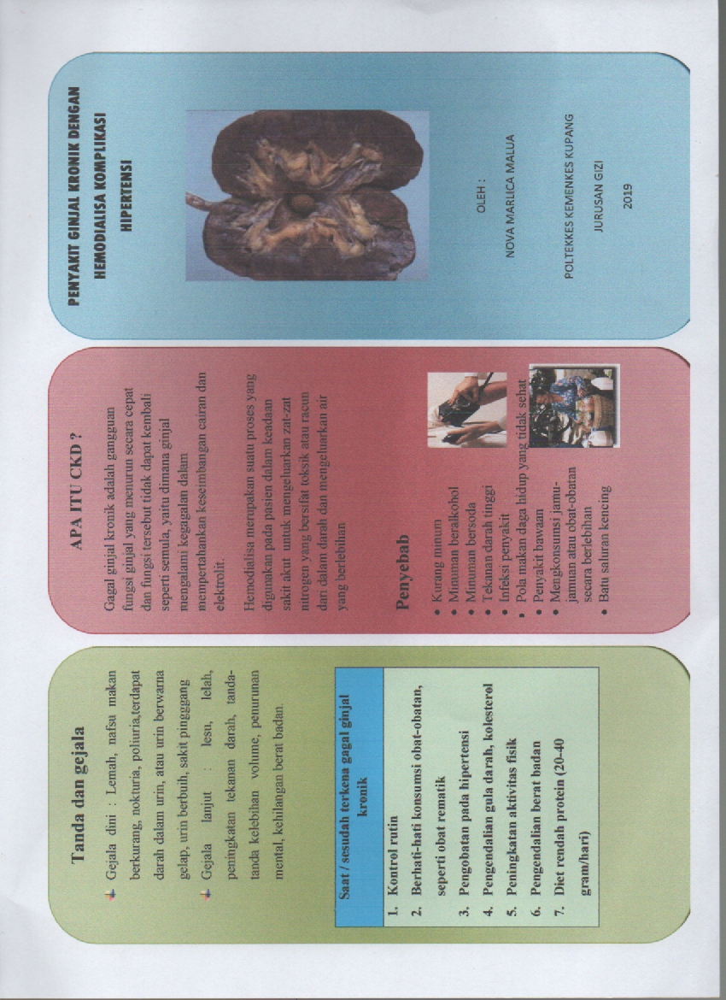 Tanda dan gejala
Gejala dini : Lemah, nafsu makan
berkurang, nokturia, poliuria,terdapat
darah dalam urin, atau urin berwarna
gelap, urin berbuih, sakit pingggang
Gejala lanjut : lesu, lelah,
peningkatan tekanan darah, tanda-
tanda kelebihan volume, penurunan
mental, kehilangan berat badan.
Saat / sesudah terkena gagal ginjal
kronik
1. Kontrol rutin
2. Berhati-hati konsumsi obat-obatan,
seperti obat rematik
3. Pengobatan pada hipertensi
4. Pengendalian gula darah, kolesterol
5. Peningkatan aktivitas fisik
6. Pengendalian berat badan
7. Diet rendah protein (20-40
gram/hari)
APA ITU CKD ?
Gagal ginjal kronik adalah gangguan
fungsi ginjal yang menurun secara cepat
dan fungsi tersebut tidak dapat kembali
seperti semula, yaitu dimana ginjal
mengalami kegagalan dalam
mempertahankan keseimbangan cairan dan
elektrolit.
Hemodialisa merupakan suatu proses yang
digunakan pada pasien dalam keadaan
sakit akut untuk mengeluarkan zat-zat
nitrogen yang bersifat toksik atau racun
dari dalam darah dan mengeluarkan air
yang berlebihan
Penyebab
• Kurang minum
• Minuman beralkohol
• Minuman bersoda
• Tekanan darah tinggi
• Infeksi penyakit
• Pola makan daga hidup yang tidak sehat
• Penyakit bawaan
• Mengkonsumsi jamu-
jamuan atau obat-obatan
secara berlebihan
• Batu saluran kencing
PENYAKIT GINJAL KRONIK DENGAN
HEMODIALISA KOMPLIKASI
HIPERTENSI
OLEH :
NOVA MARLICA MALUA
POLTEKKES KEMENKES KUPANG
JURUSAN GIZI
2019